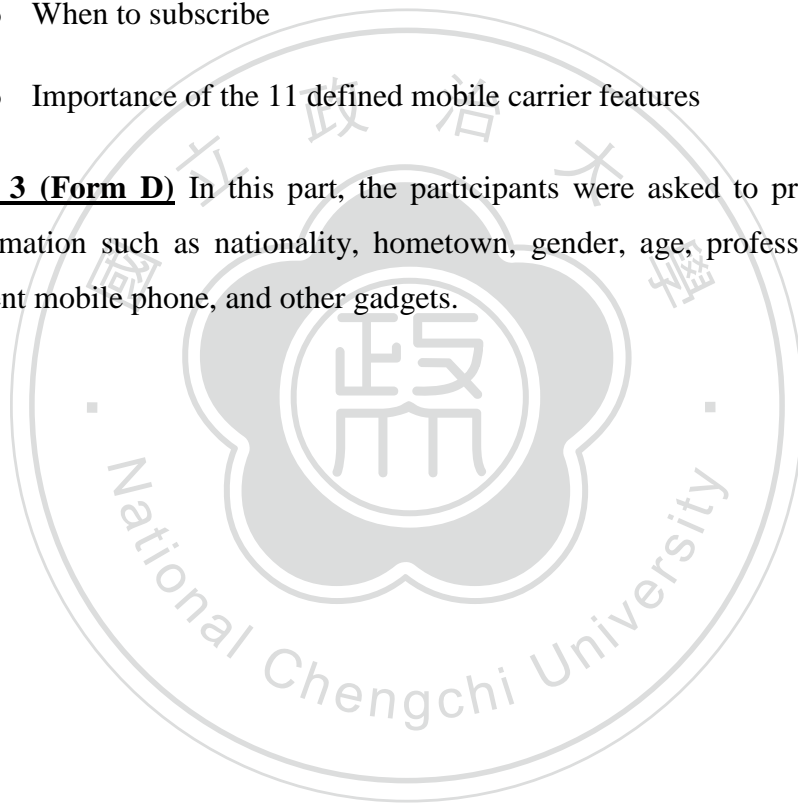 When to subscribe
Importance of the 11 defined mobile carrier features
3 (Form D) In this part, the participants were asked to pr
mation such as nationality, hometown, gender, age, profess
nt mobile phone, and other gadgets.
國立政治大學
政
National Chengchi University